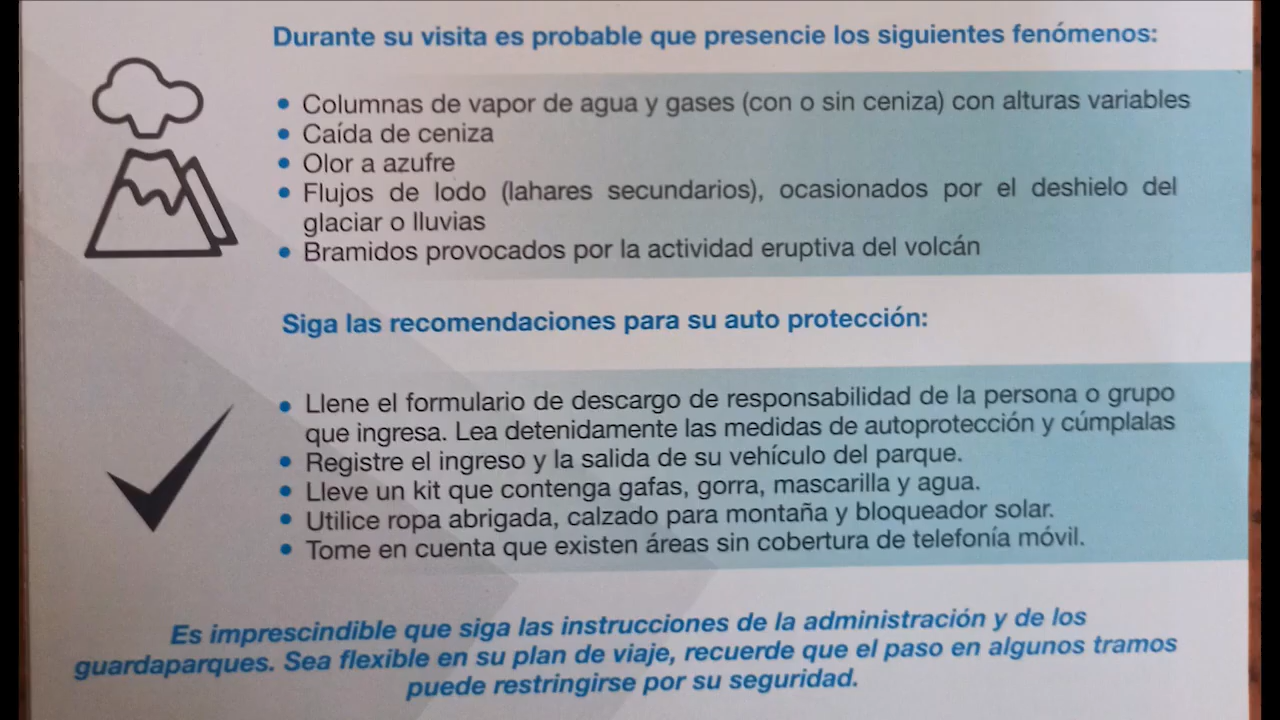 Durante su visita es probable que presencie los siguientes fenómenos:
• Columnas de vapor de agua y gases (con o sin ceniza) con alturas variables
• Caída de ceniza
• Olor a azufre
• Flujos de lodo (lahares secundarios), ocasionados por el deshielo del
glaciar o lluvias
• Bramidos provocados por la actividad eruptiva del volcán
Siga las recomendaciones para su auto protección:
• Llene el formulario de descargo de responsabilidad de la persona o grupo
que ingresa. Lea detenidamente las medidas de autoprotección y cúmplalas
• Registre el ingreso y la salida de su vehículo del parque.
• Lleve un kit que contenga gafas, gorra, mascarilla y agua.
• Utilice ropa abrigada, calzado para montaña y bloqueador solar.
• Tome en cuenta que existen áreas sin cobertura de telefonía móvil.
Es imprescindible que siga las instrucciones de la administración y de los
guardaparques. Sea flexible en su plan de viaje, recuerde que el paso en algunos tramos
puede restringirse por su seguridad.